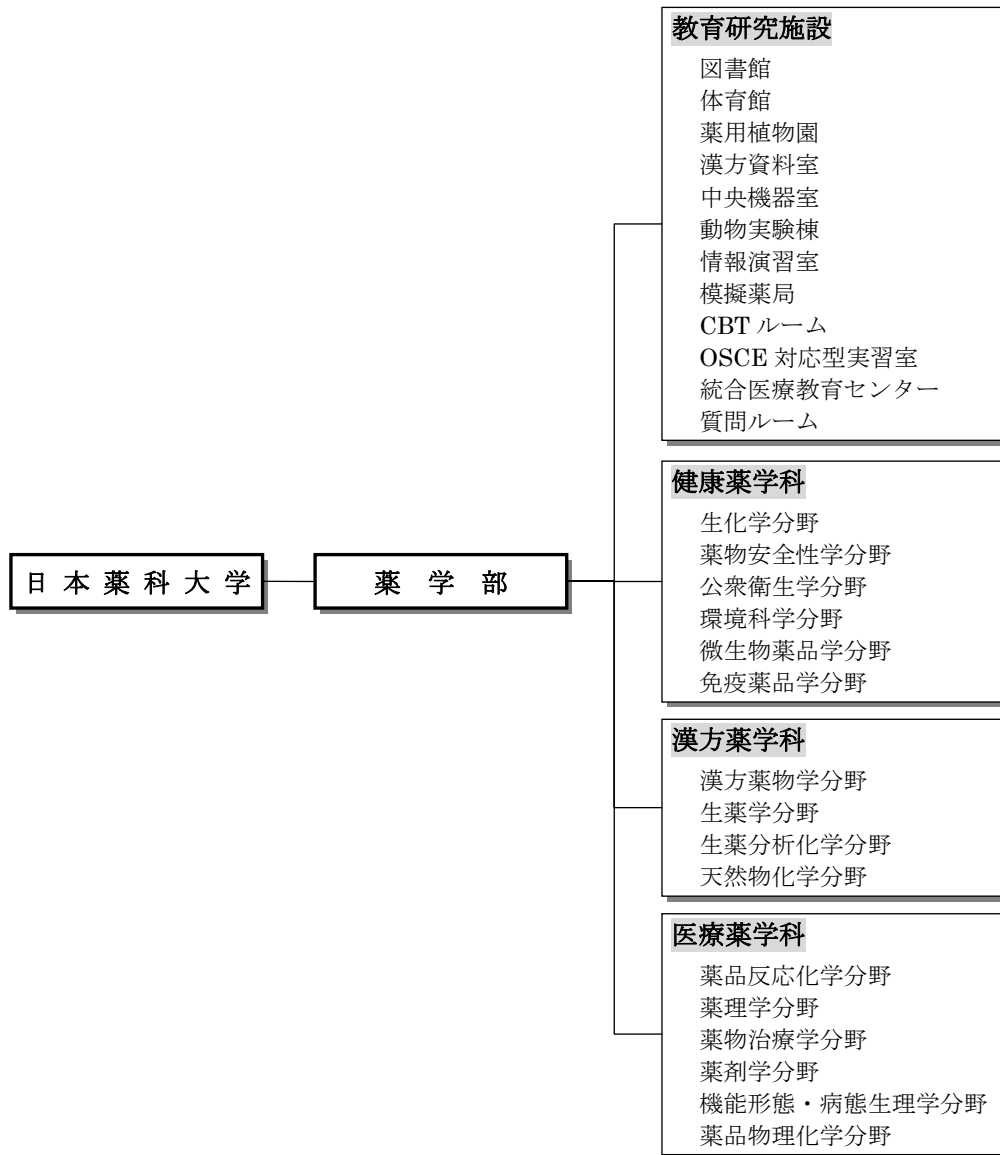 日本薬科大学
薬学部
教育研究施設
図書館
体育館
薬用植物園
漢方資料室
中央機器室
動物実験棟
情報演習室
模擬薬局
CBT ルーム
OSCE 対応型実習室
統合医療教育センター
質問ルーム
健康薬学科
生化学分野
薬物安全性学分野
公衆衛生学分野
環境科学分野
微生物薬品学分野
免疫薬品学分野
漢方薬学科
漢方薬物学分野
生薬学分野
生薬分析化学分野
天然物化学分野
医療薬学科
薬品反応化学分野
薬理学分野
薬物治療学分野
薬剤学分野
機能形態・病態生理学分野
薬品物理化学分野